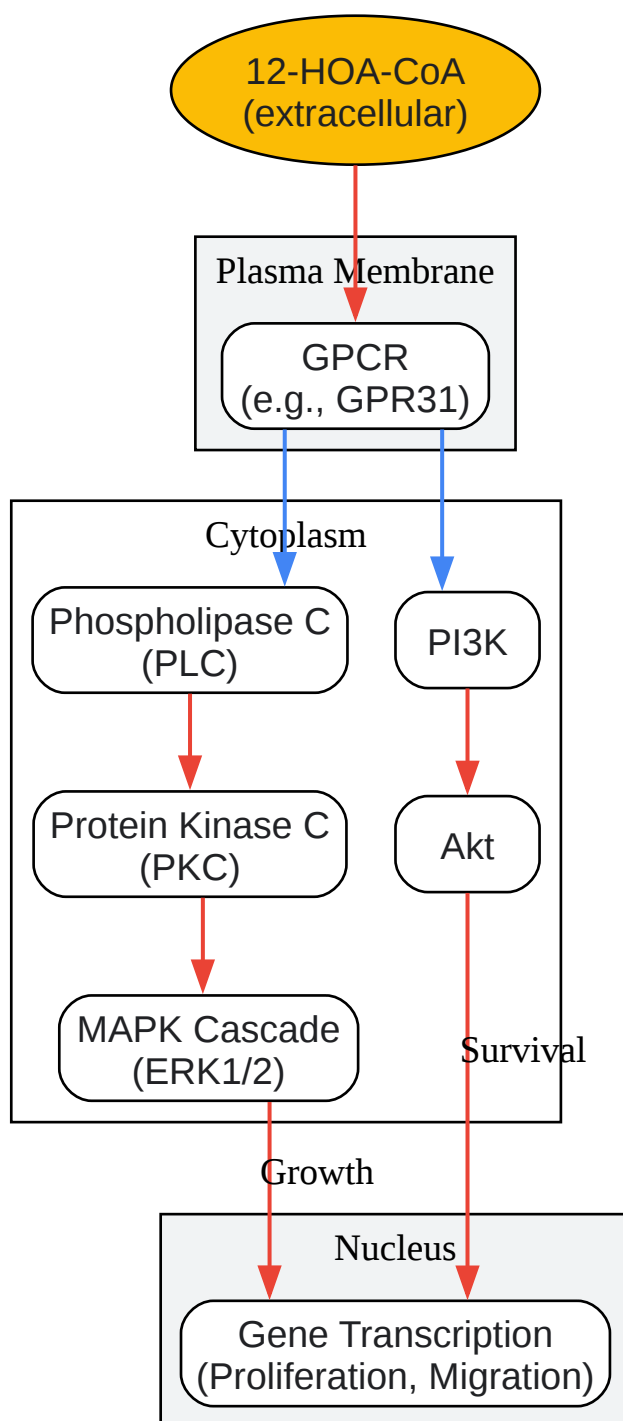 12-HOA-CoA
(extracellular)
Plasma Membrane
GPCR
(e.g., GPR31)
Cytoplasm
Phospholipase C
(PLC)
PI3K
Protein Kinase C
(PKC)
Akt
MAPK Cascade
(ERK1/2)
Survival
Growth
Nucleus
Gene Transcription
(Proliferation, Migration)